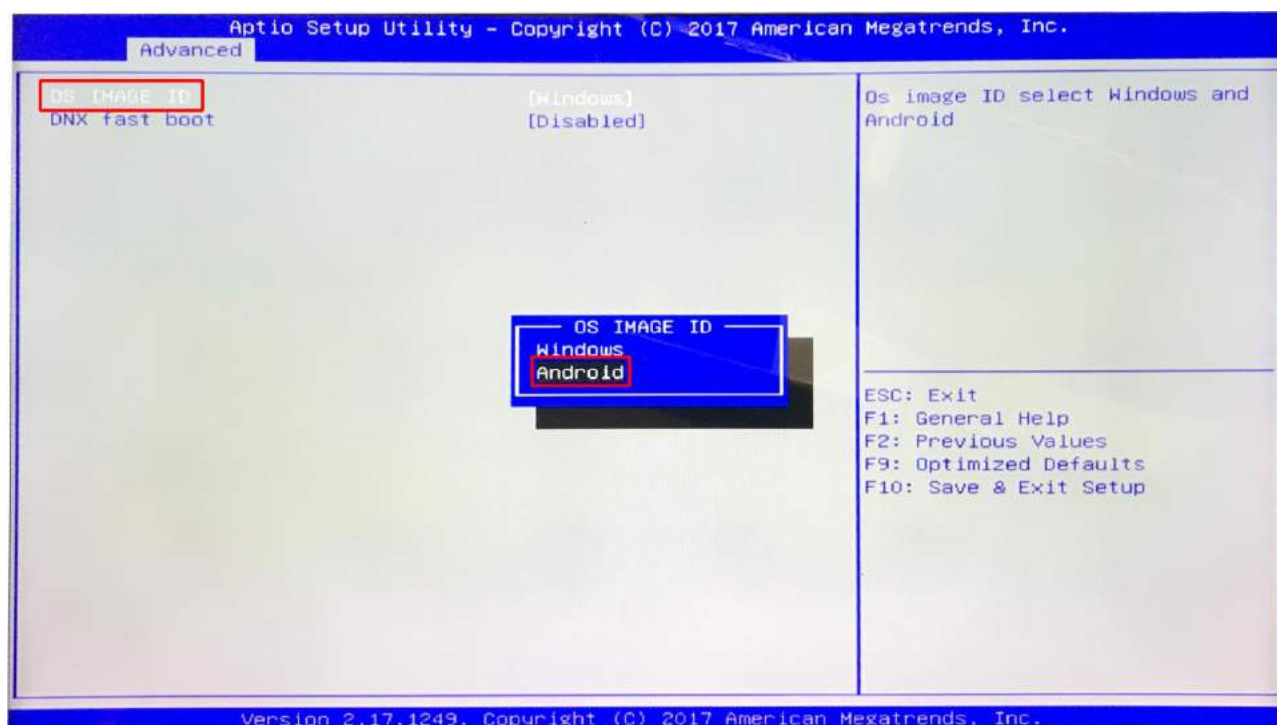 Aptio Setup Utility – Copyright (C) 2017 American Megatrends, Inc.
Advanced
OS IMAGE ID [Windows]
DNX fast boot [Disabled]
Os image ID select Windows and
Android
OS IMAGE ID
Windows
Android
ESC: Exit
F1: General Help
F2: Previous Values
F9: Optimized Defaults
F10: Save & Exit Setup
Version 2.17.1249. Copyright (C) 2017 American Megatrends, Inc.